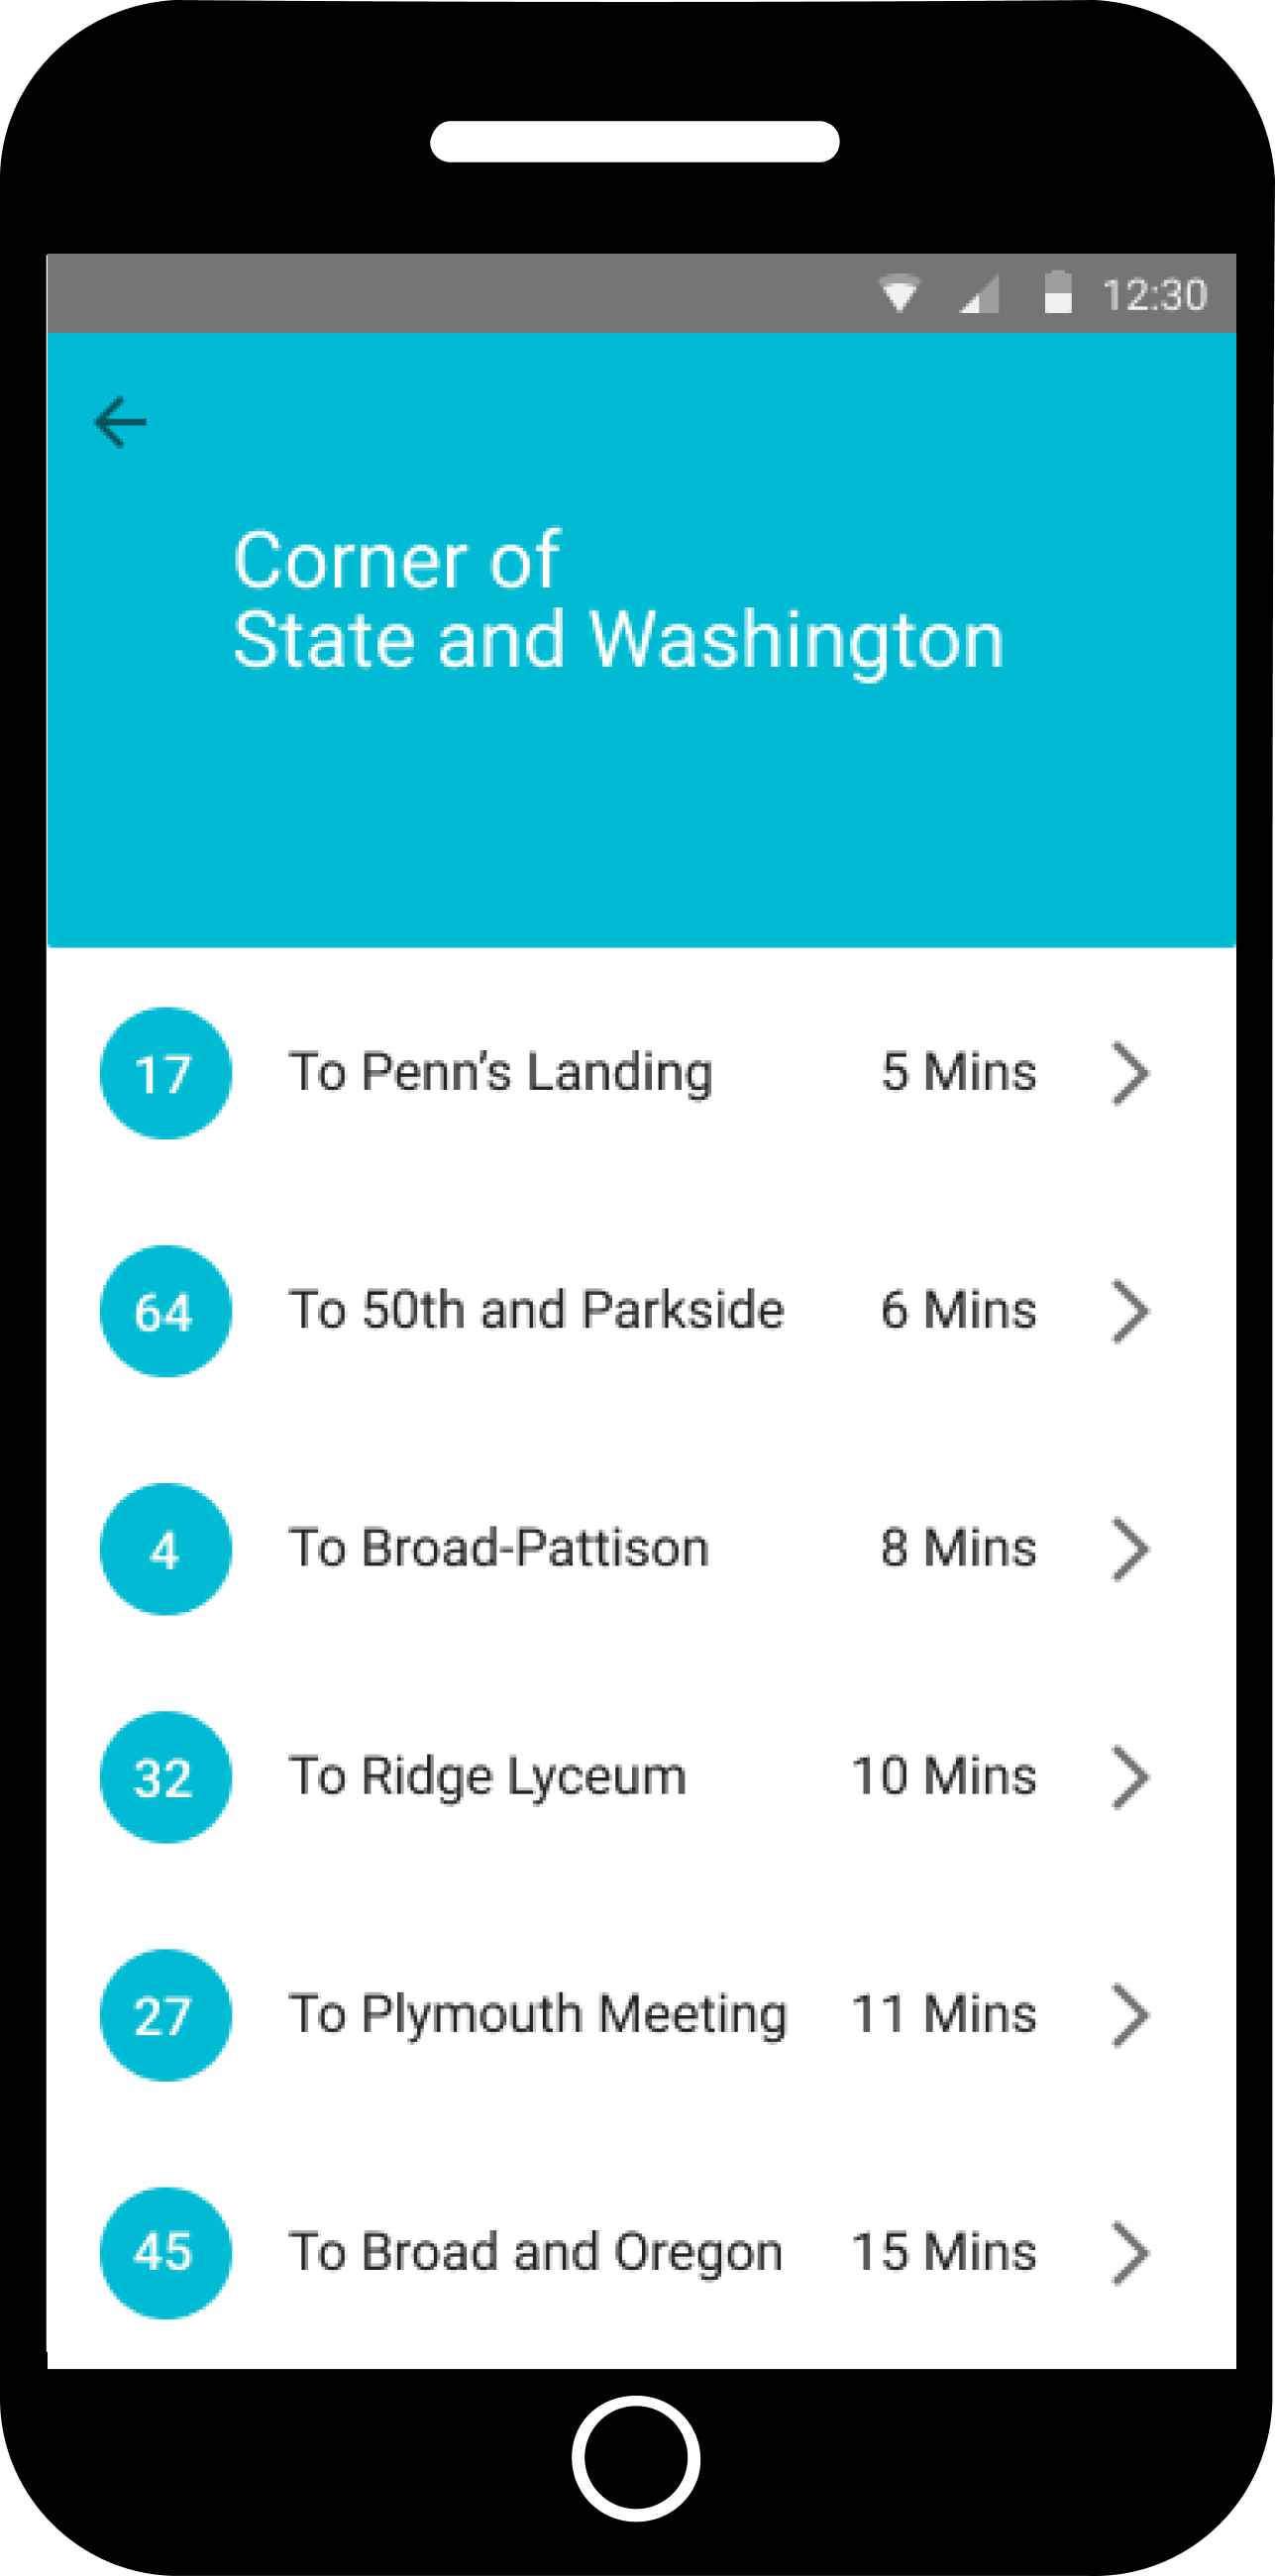 12:30
Corner of
State and Washington
17 To Penn's Landing 5 Mins
64 To 50th and Parkside 6 Mins
4 To Broad-Pattison 8 Mins
32 To Ridge Lyceum 10 Mins
27 To Plymouth Meeting 11 Mins
45 To Broad and Oregon 15 Mins